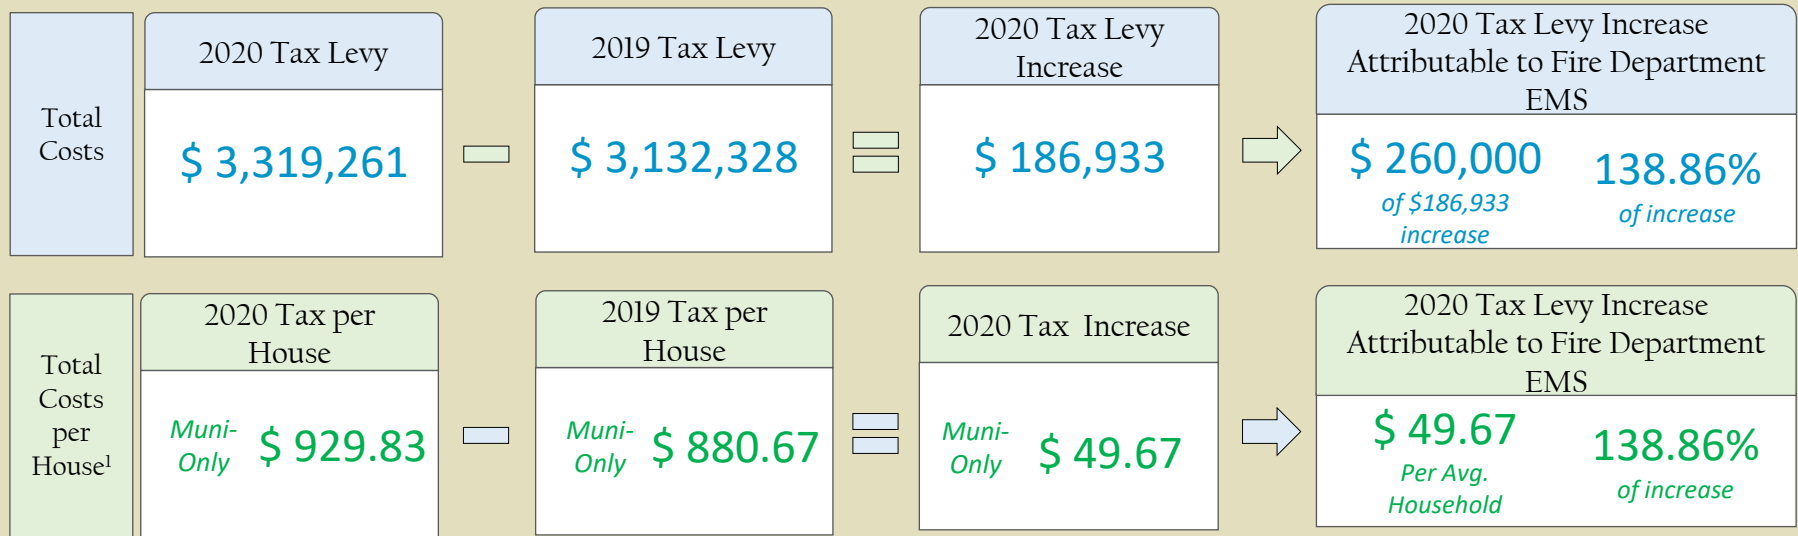 Total
Costs
2020 Tax Levy
$ 3,319,261
2019 Tax Levy
$ 3,132,328
2020 Tax Levy
Increase
$ 186,933
2020 Tax Levy Increase
Attributable to Fire Department
EMS
$ 260,000
of $186,933
increase
138.86%
of increase
Total
Costs
per
House¹
2020 Tax per
House
Muni-
Only
$ 929.83
2019 Tax per
House
Muni-
Only
$ 880.67
2020 Tax  Increase
Muni-
Only
$ 49.67
2020 Tax Levy Increase
Attributable to Fire Department
EMS
$ 49.67
Per Avg.
Household
138.86%
of increase